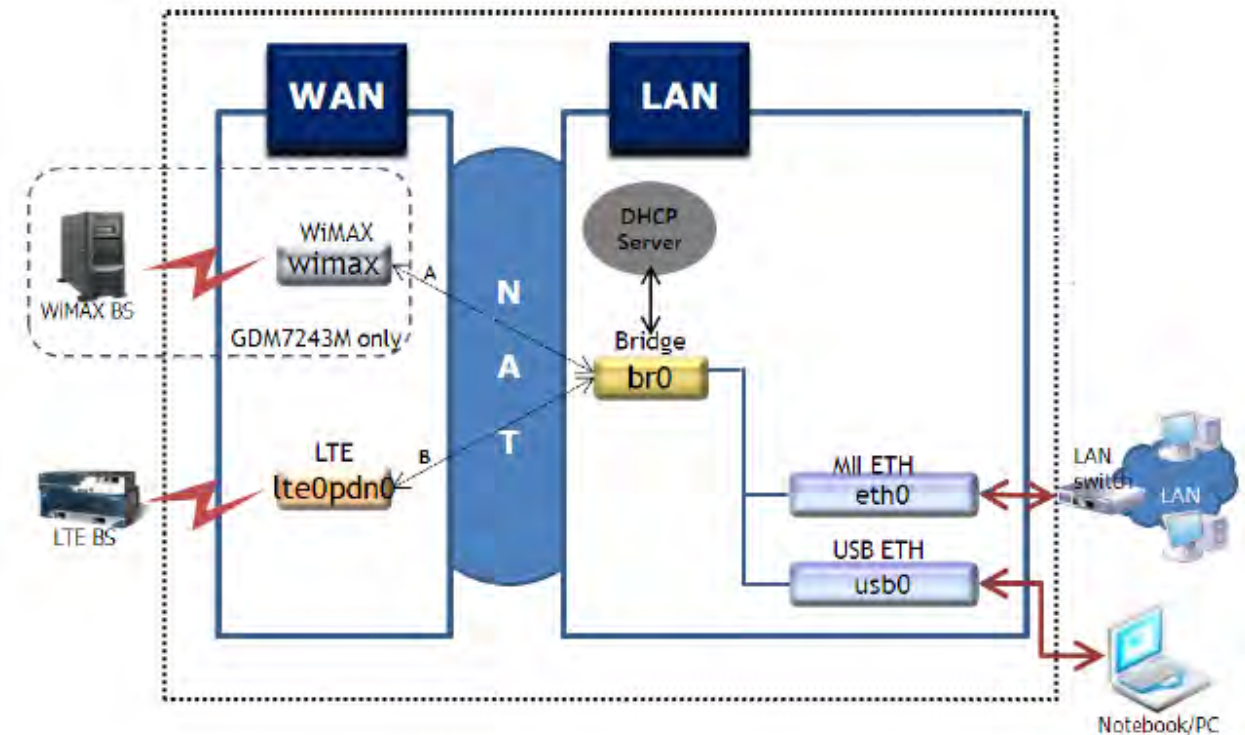 WAN
LAN
DHCP
Server
WiMAX
wimax
A
WiMAX BS
GDM7243M only
N
A
T
Bridge
br0
LTE
lte0pdn0
B
LTE BS
MII ETH
eth0
LAN
switch
LAN
USB ETH
usb0
Notebook/PC